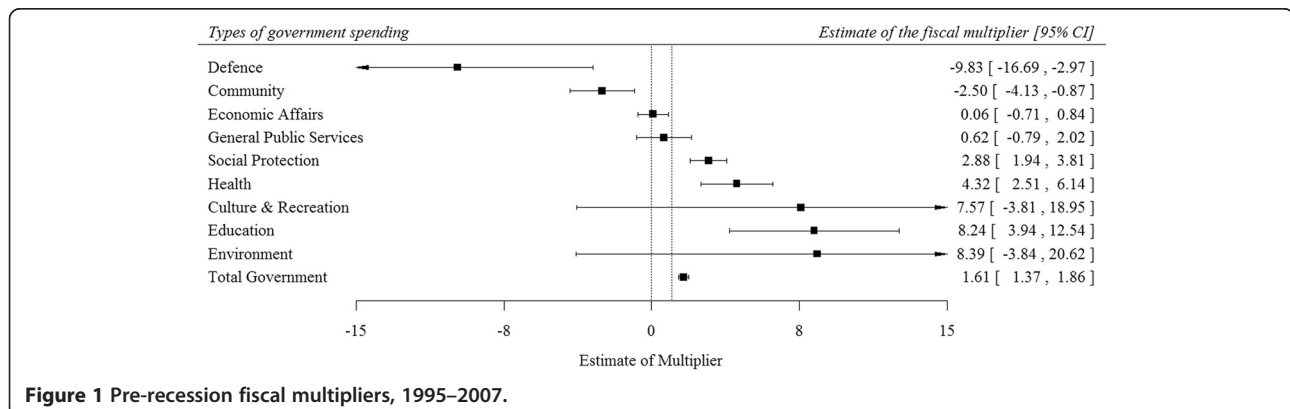 Types of government spending Estimate of the fiscal multiplier [95% CI]
Defence -9.83 [ -16.69 , -2.97 ]
Community -2.50 [ -4.13 , -0.87 ]
Economic Affairs 0.06 [ -0.71 , 0.84 ]
General Public Services 0.62 [ -0.79 , 2.02 ]
Social Protection 2.88 [ 1.94 , 3.81 ]
Health 4.32 [ 2.51 , 6.14 ]
Culture & Recreation 7.57 [ -3.81 , 18.95 ]
Education 8.24 [ 3.94 , 12.54 ]
Environment 8.39 [ -3.84 , 20.62 ]
Total Government 1.61 [ 1.37 , 1.86 ]
-15 -8 0 8 15
Estimate of Multiplier
Figure 1 Pre-recession fiscal multipliers, 1995–2007.